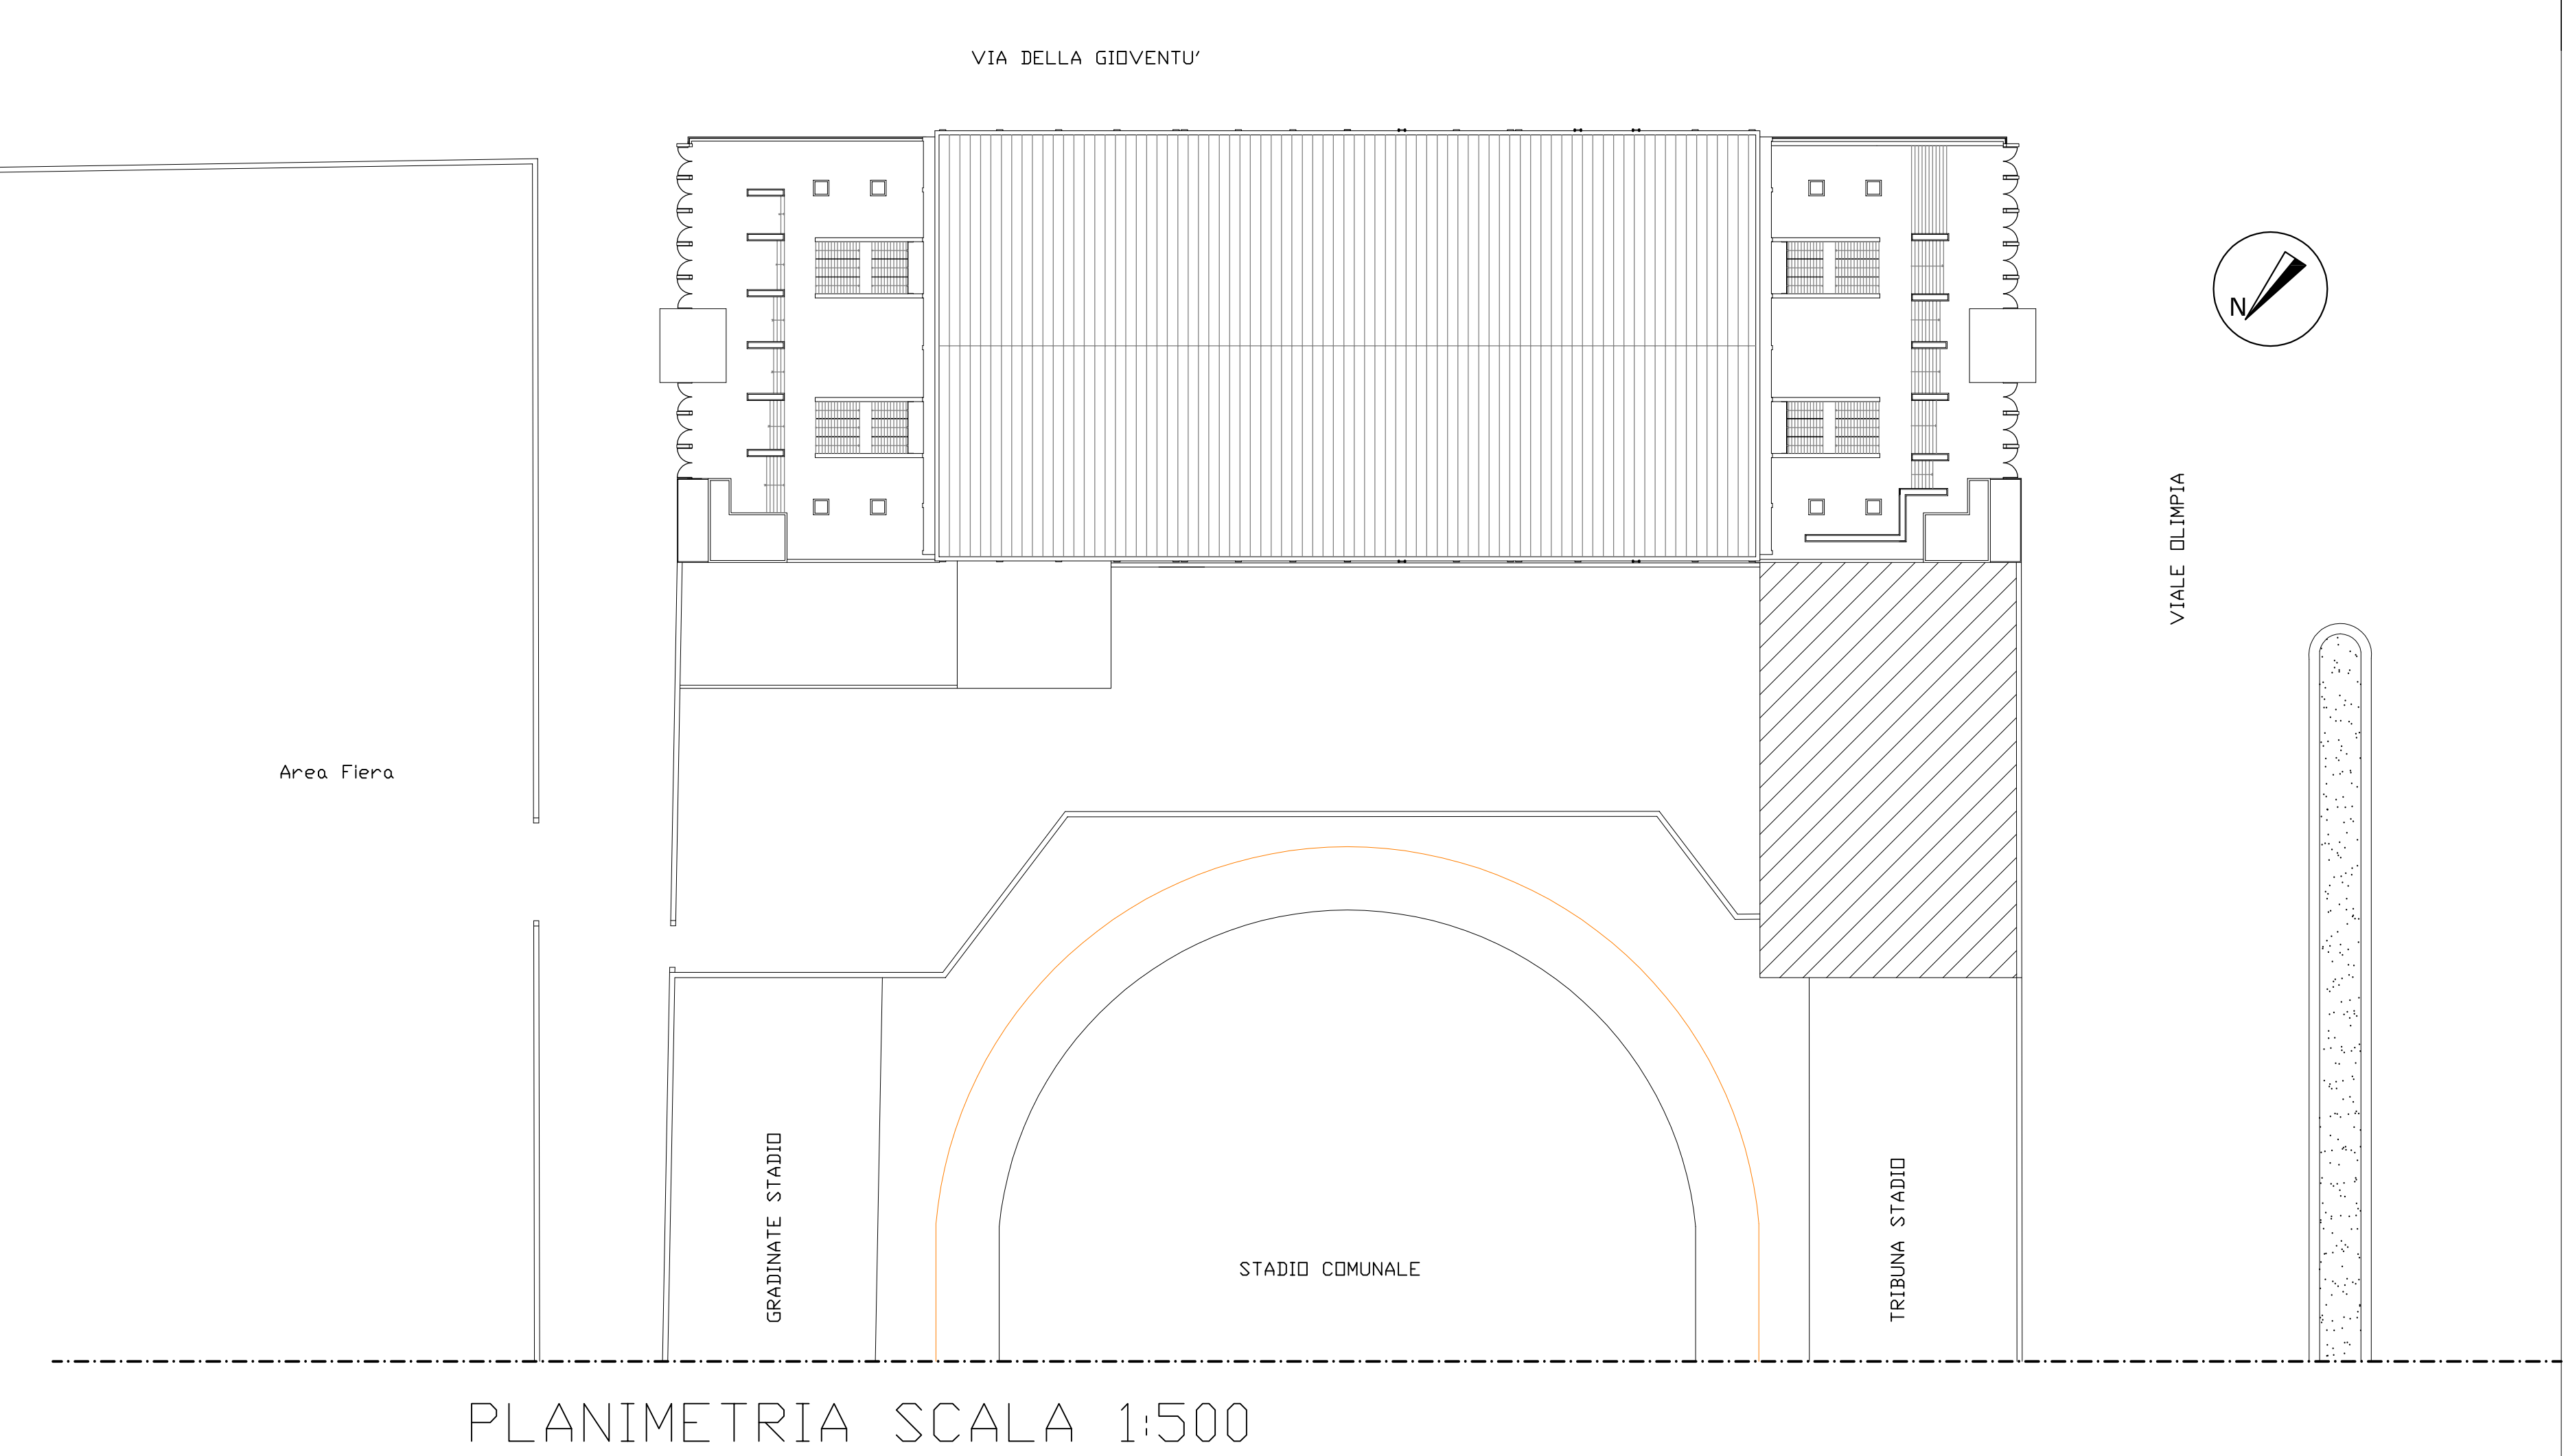 VIA DELLA GIOVENTU'
N
VIALE OLIMPIA
Area Fiera
GRADINATE STADIO
STADIO COMUNALE
TRIBUNA STADIO
PLANIMETRIA SCALA 1:500